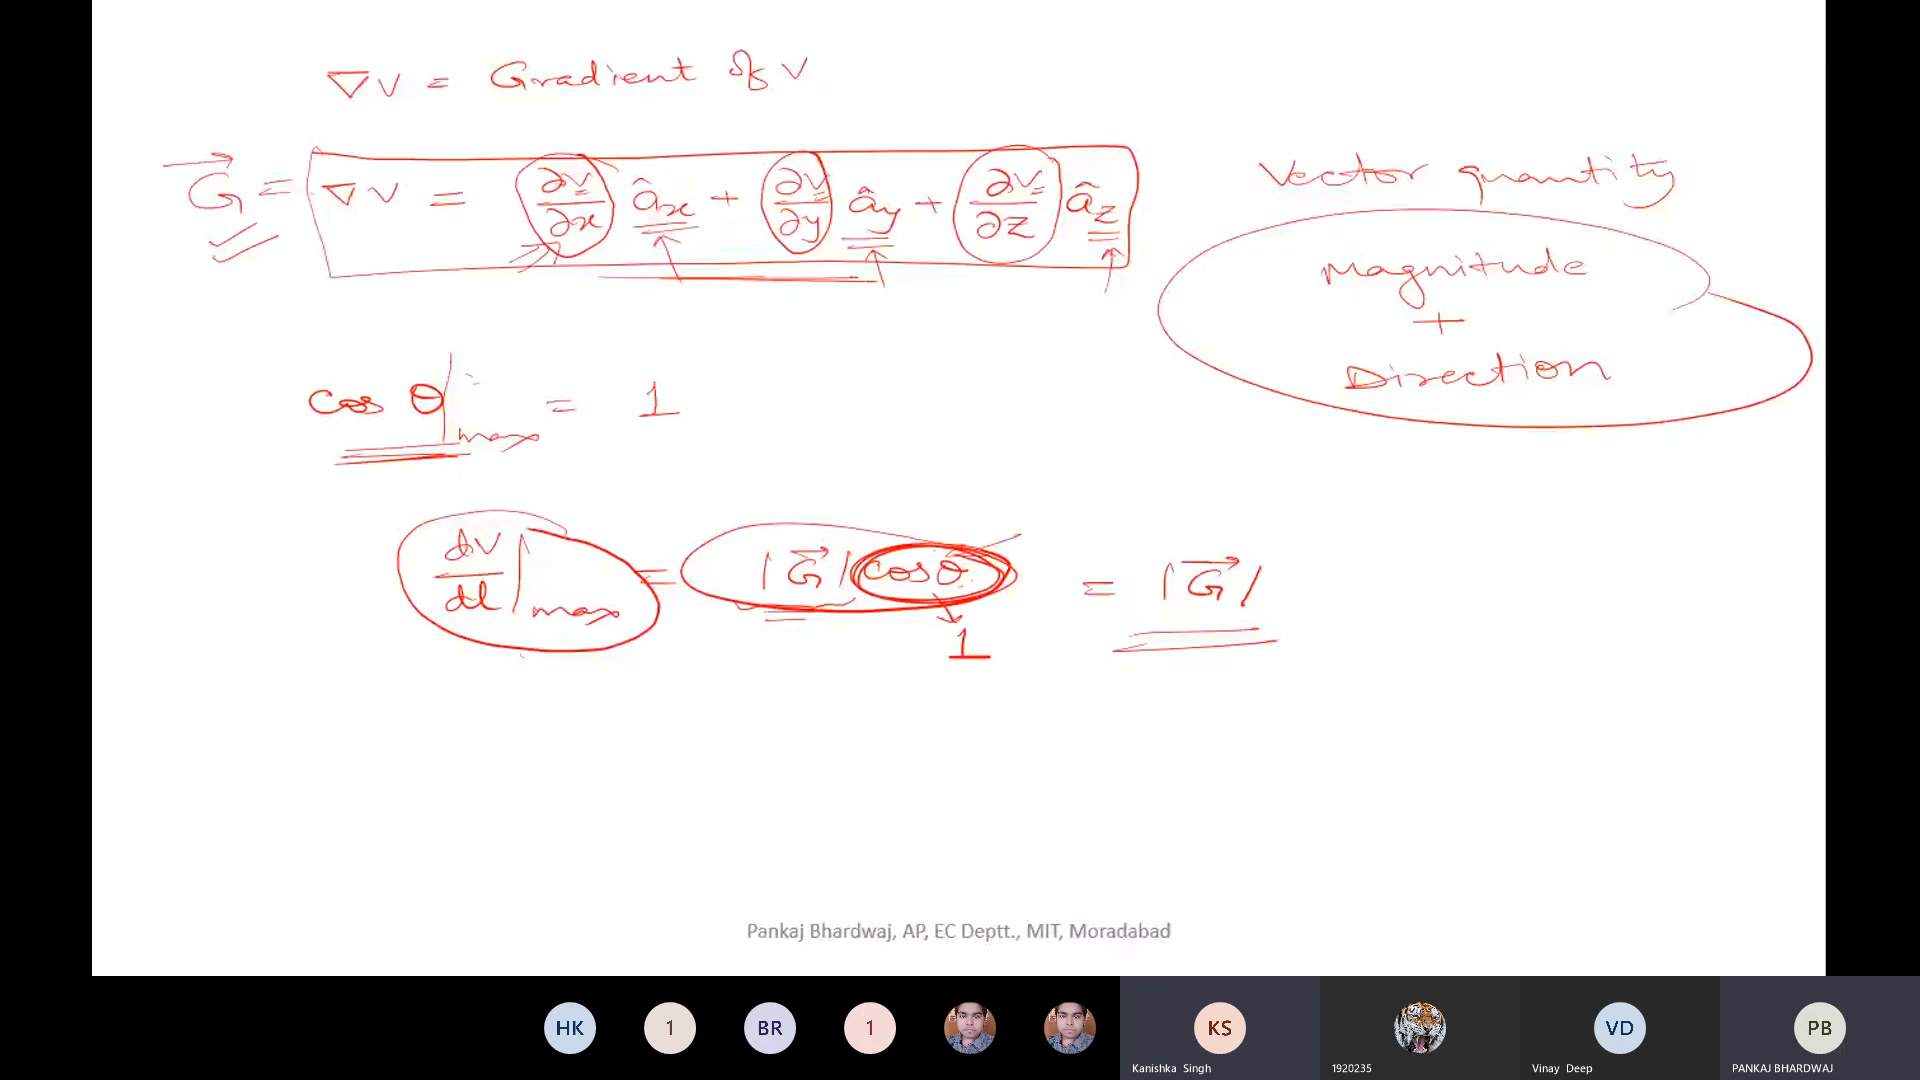 ∇V = Gradient of V
G⃗ = ∇V = ∂V/∂x âx + ∂V/∂y ây + ∂V/∂z âz
Vector quantity
Magnitude
+
Direction
cos θ|max = 1
dV/dl|max = |G⃗| cosθ = |G⃗|
1
Pankaj Bhardwaj, AP, EC Deptt., MIT, Moradabad
HK 1 BR 1 KS VD PB
Kanishka Singh 1920235 Vinay Deep PANKAJ BHARDWAJ